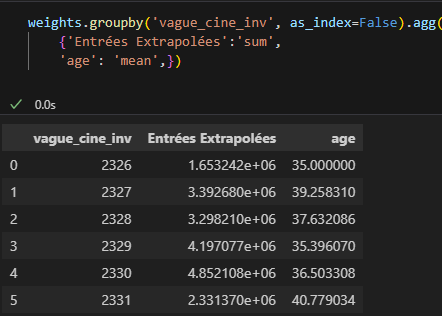 weights.groupby('vague_cine_inv', as_index=False).agg(
{'Entrées Extrapolées':'sum',
'age': 'mean',})
0.0s
vague_cine_inv Entrées Extrapolées age
0 2326 1.653242e+06 35.000000
1 2327 3.392680e+06 39.258310
2 2328 3.298210e+06 37.632086
3 2329 4.197077e+06 35.396070
4 2330 4.852108e+06 36.503308
5 2331 2.331370e+06 40.779034